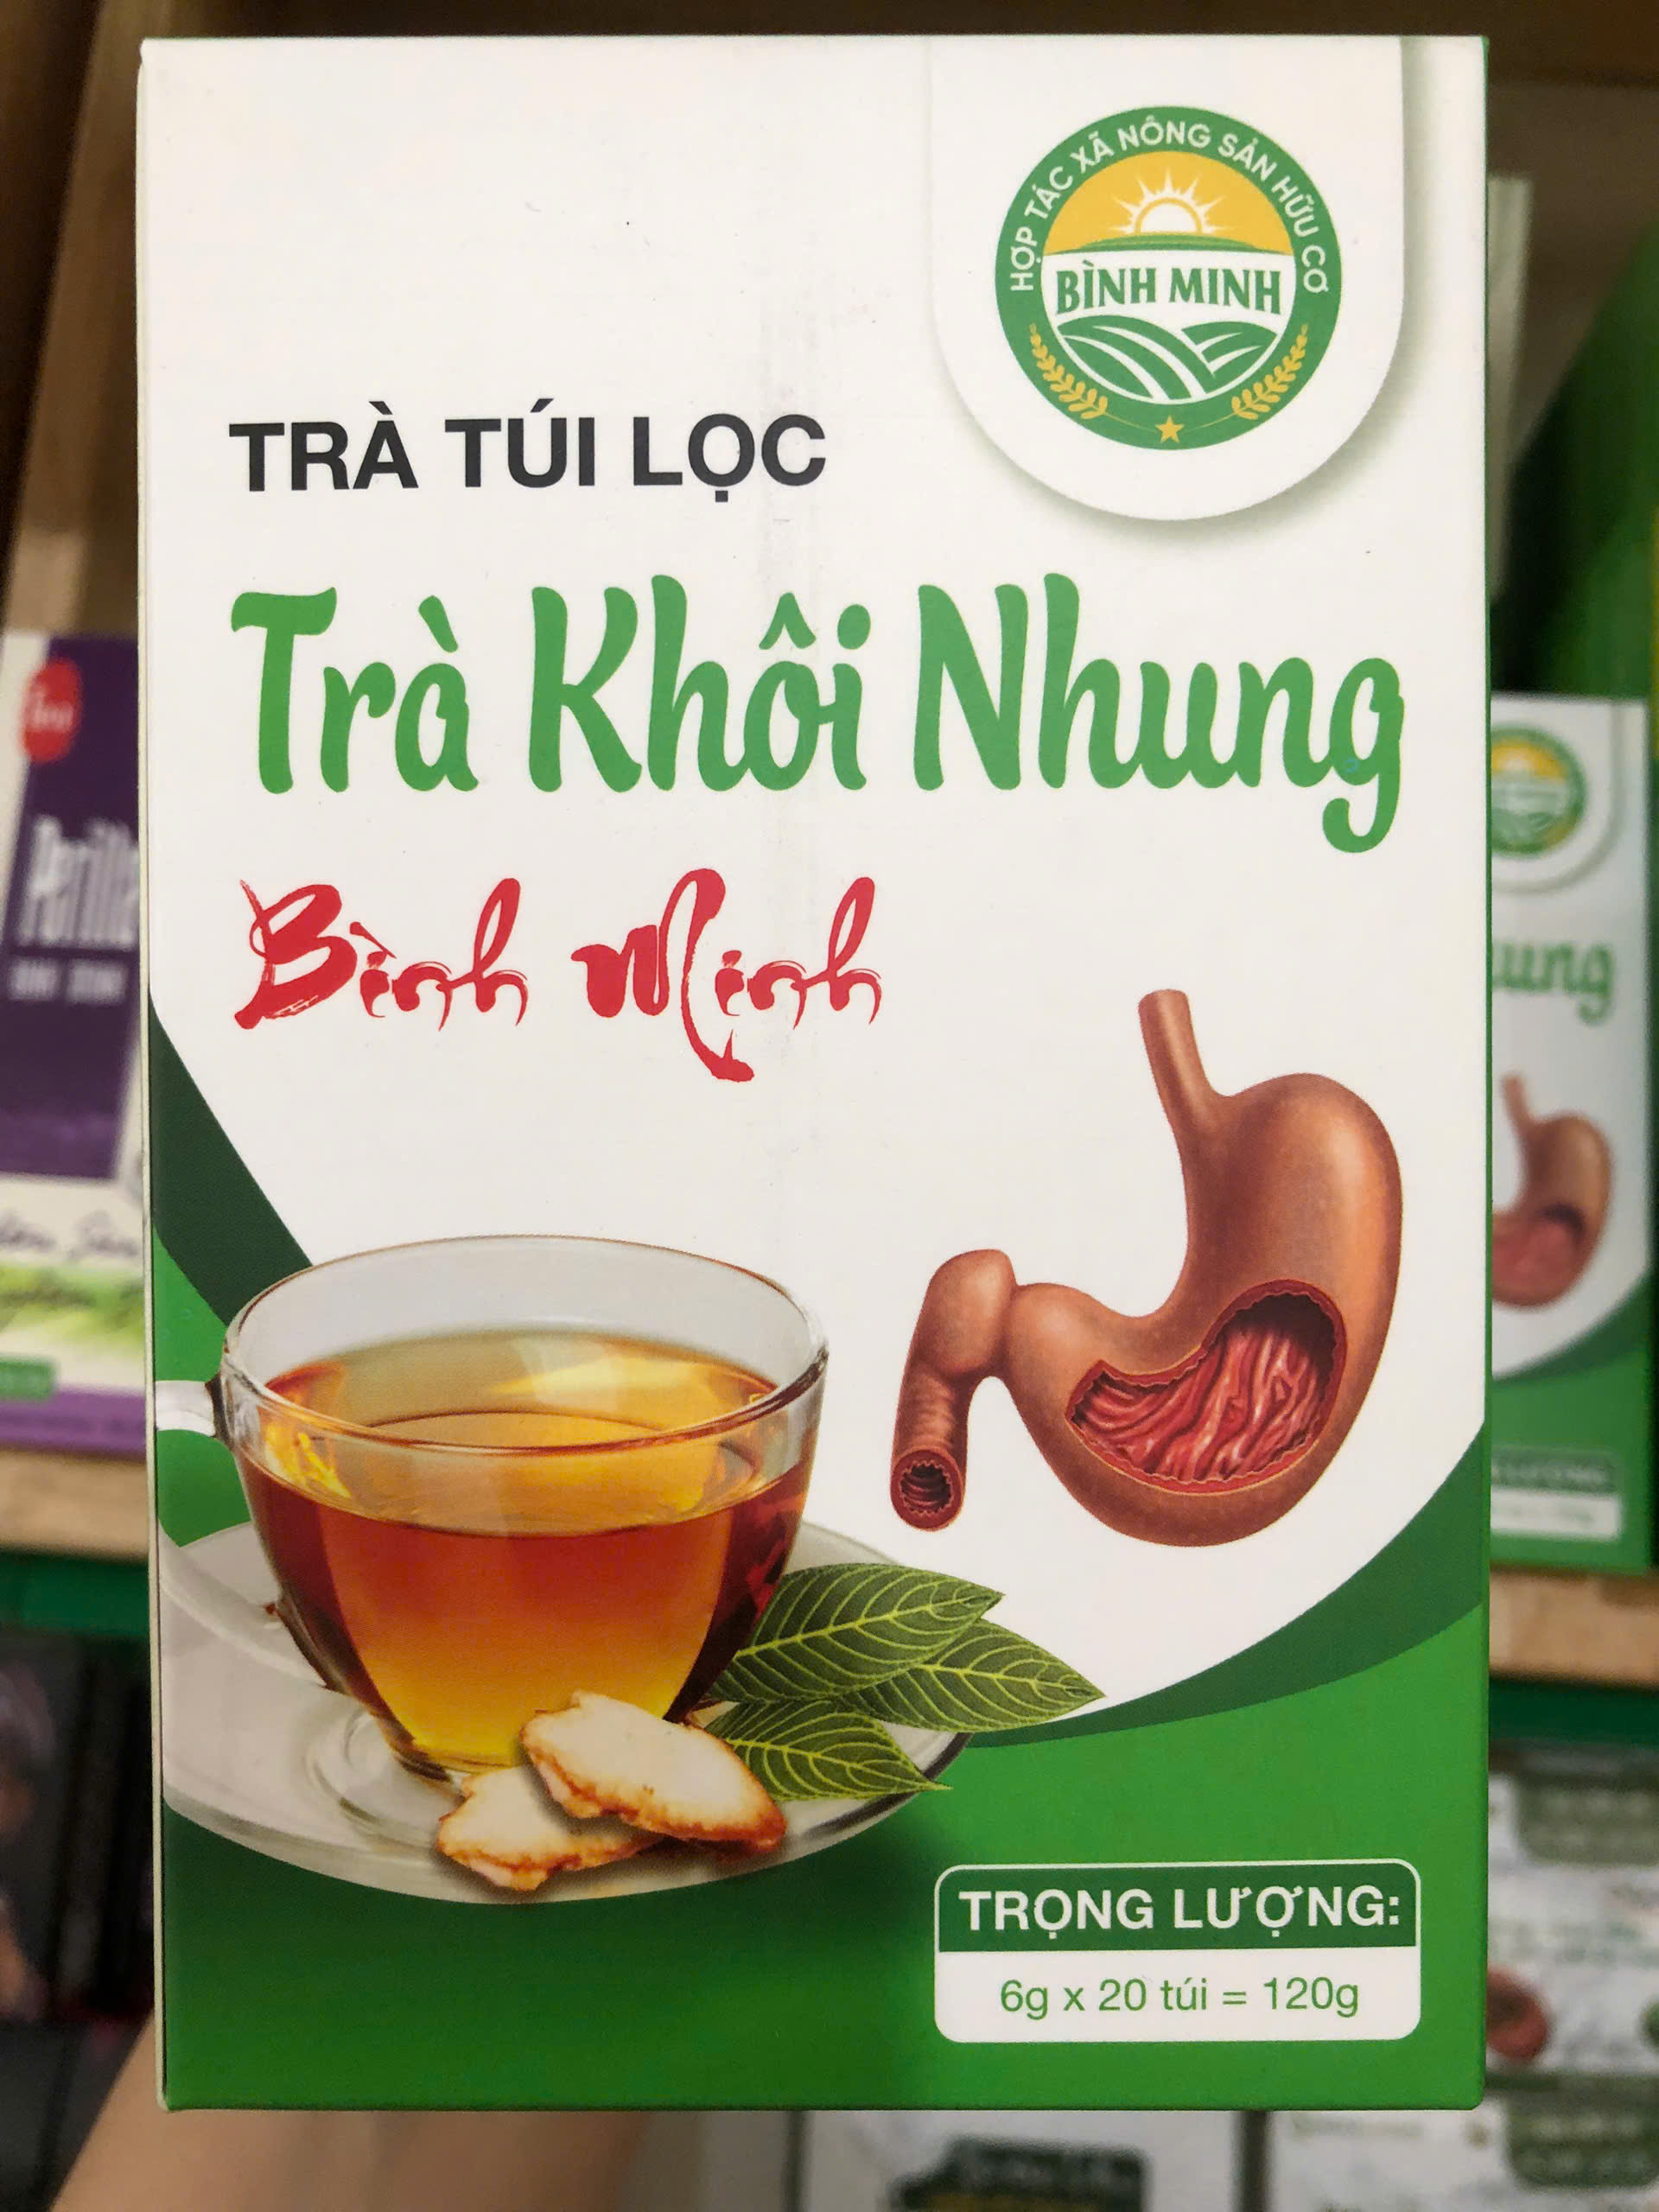 HỢP TÁC XÃ NÔNG SẢN HỮU CƠ
BÌNH MINH
TRÀ TÚI LỌC
Trà Khôi Nhung
Bình Minh
TRỌNG LƯỢNG:
6g x 20 túi = 120g
ung